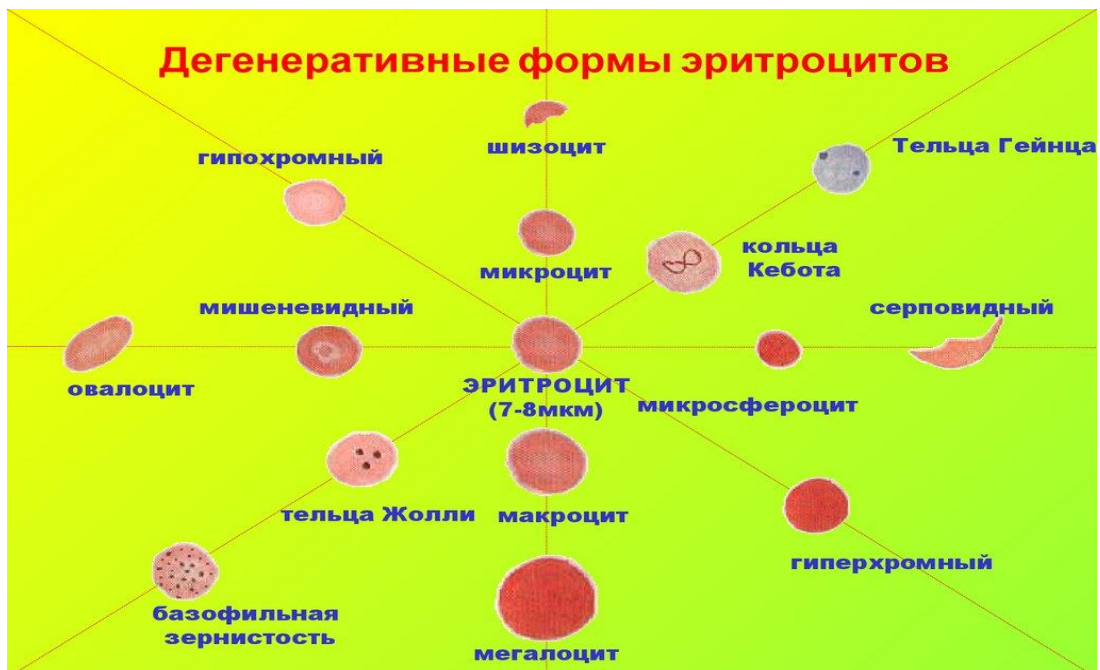 Дегенеративные формы эритроцитов
шизоцит
Тельца Гейнца
гипохромный
кольца
Кебота
микроцит
мишеневидный
серповидный
овалоцит
ЭРИТРОЦИТ
(7-8мкм)
микросфероцит
тельца Жолли
макроцит
гиперхромный
базофильная
зернистость
мегалоцит